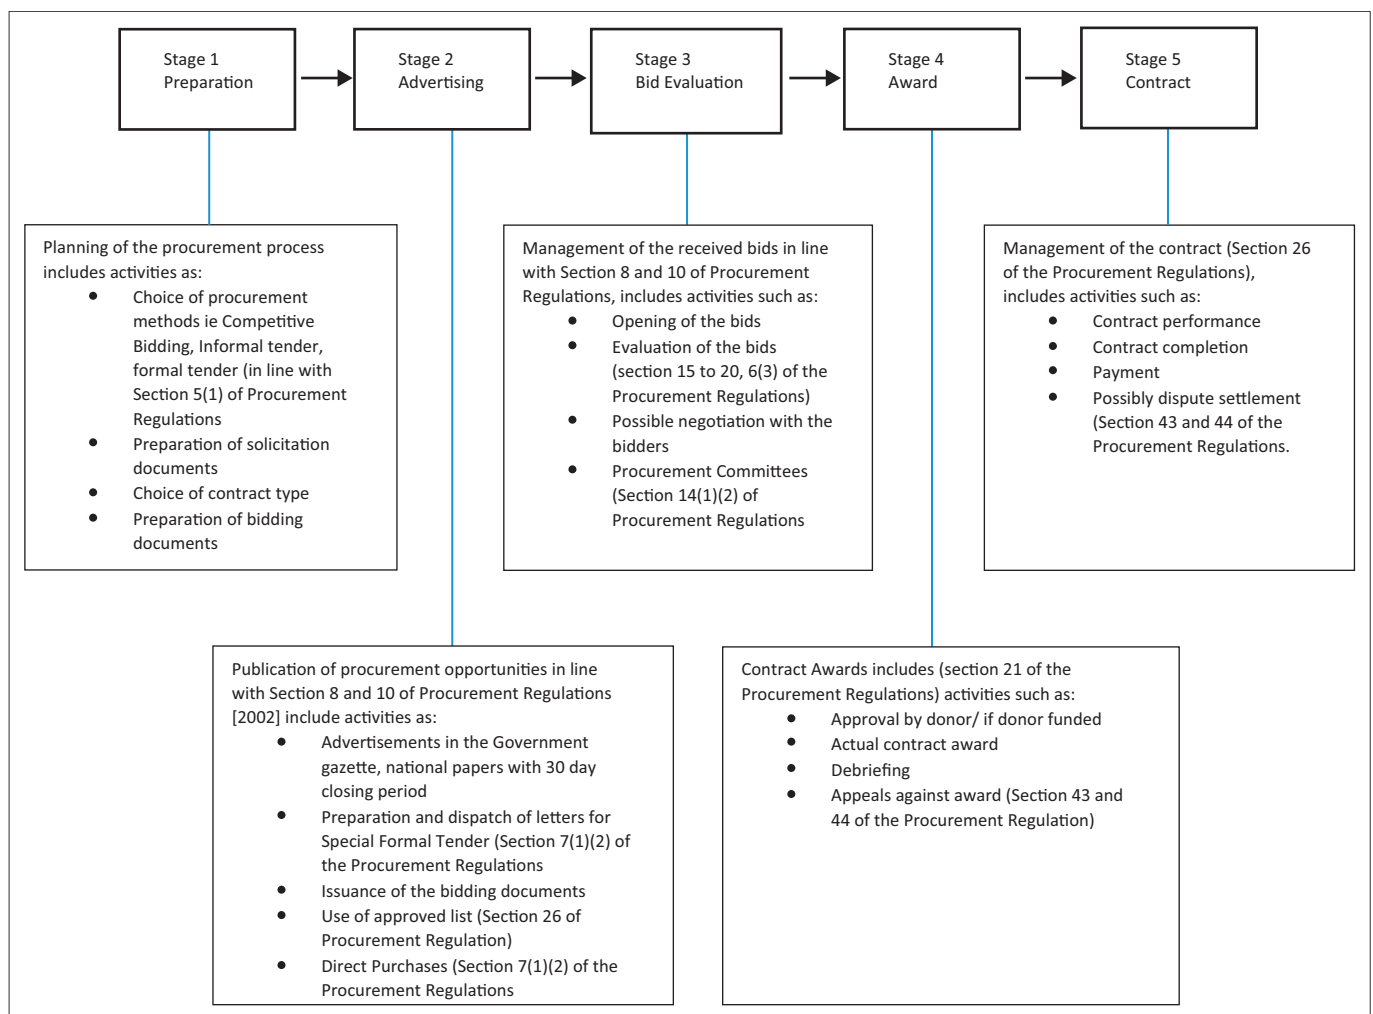 Stage 1
Preparation
Stage 2
Advertising
Stage 3
Bid Evaluation
Stage 4
Award
Stage 5
Contract
Planning of the procurement process
includes activities as:
● Choice of procurement
methods ie Competitive
Bidding, Informal tender,
formal tender (in line with
Section 5(1) of Procurement
Regulations
● Preparation of solicitation
documents
● Choice of contract type
● Preparation of bidding
documents
Management of the received bids in line
with Section 8 and 10 of Procurement
Regulations, includes activities such as:
● Opening of the bids
● Evaluation of the bids
(section 15 to 20, 6(3) of the
Procurement Regulations)
● Possible negotiation with the
bidders
● Procurement Committees
(Section 14(1)(2) of
Procurement Regulations
Management of the contract (Section 26
of the Procurement Regulations),
includes activities such as:
● Contract performance
● Contract completion
● Payment
● Possibly dispute settlement
(Section 43 and 44 of the
Procurement Regulations.
Publication of procurement opportunities in line
with Section 8 and 10 of Procurement Regulations
[2002] include activities as:
● Advertisements in the Government
gazette, national papers with 30 day
closing period
● Preparation and dispatch of letters for
Special Formal Tender (Section 7(1)(2) of
the Procurement Regulations
● Issuance of the bidding documents
● Use of approved list (Section 26 of
Procurement Regulation)
● Direct Purchases (Section 7(1)(2) of the
Procurement Regulations
Contract Awards includes (section 21 of the
Procurement Regulations) activities such as:
● Approval by donor/ if donor funded
● Actual contract award
● Debriefing
● Appeals against award (Section 43 and
44 of the Procurement Regulation)